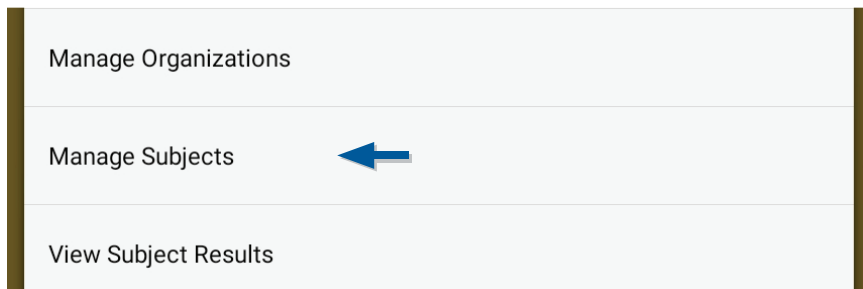 Manage Organizations
Manage Subjects
View Subject Results